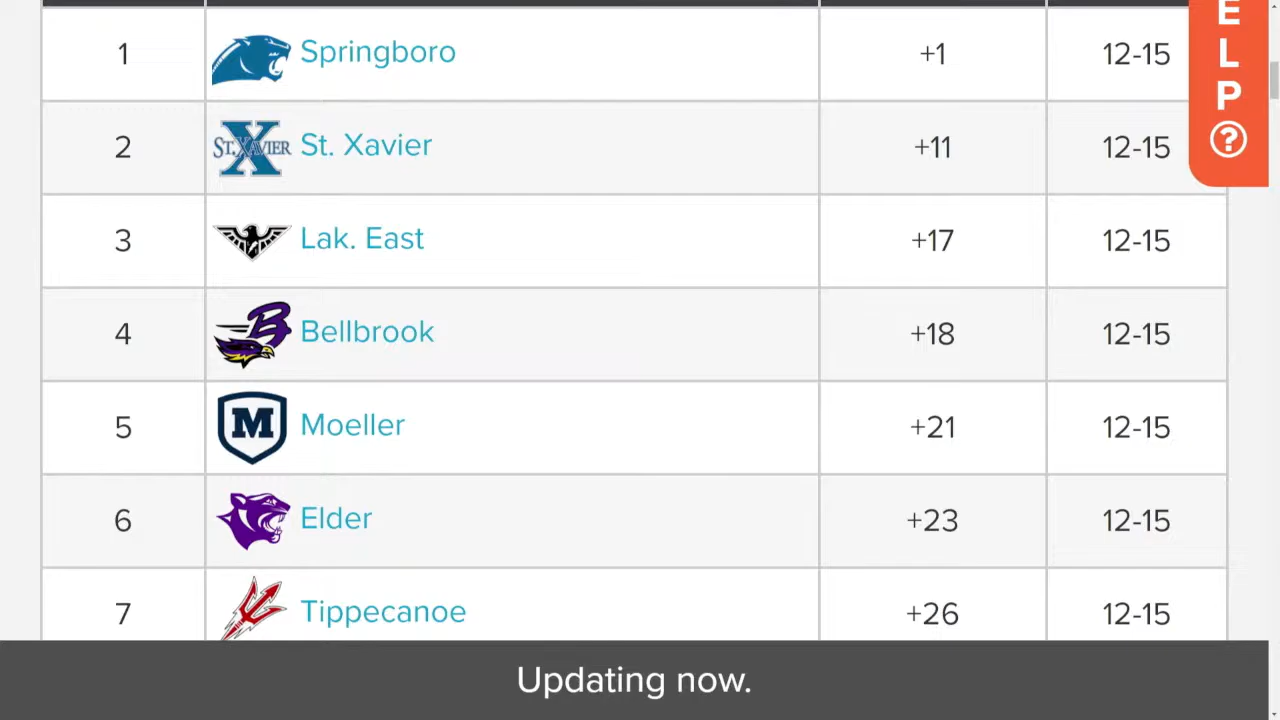 1 Springboro +1 12-15
2 ST. XAVIER St. Xavier +11 12-15
3 Lak. East +17 12-15
4 B Bellbrook +18 12-15
5 M Moeller +21 12-15
6 Elder +23 12-15
7 Tippecanoe +26 12-15
E
L
P
?
Updating now.